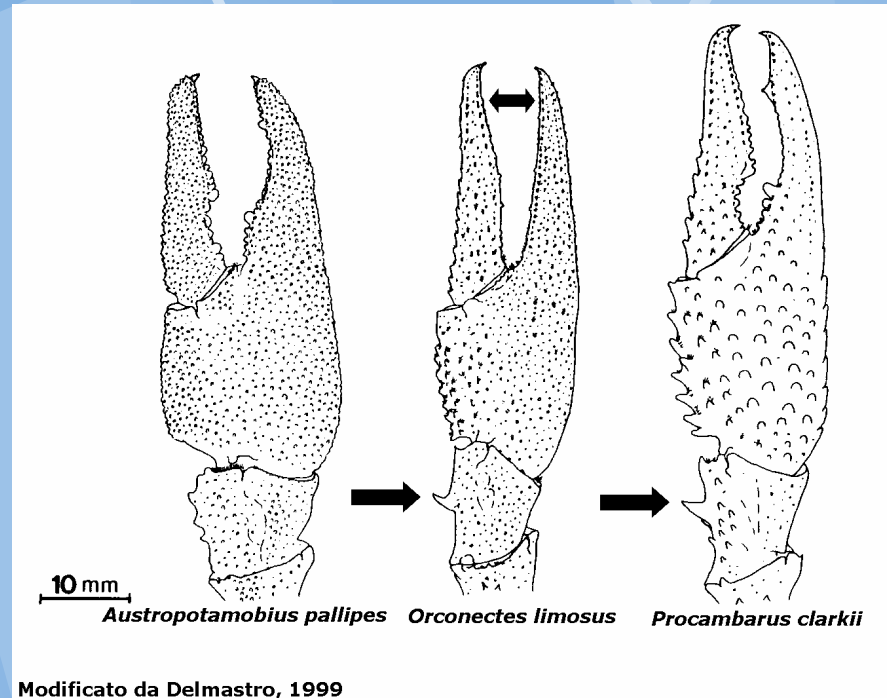 10 mm
Austropotamobius pallipes Orconectes limosus Procambarus clarkii
Modificato da Delmastro, 1999